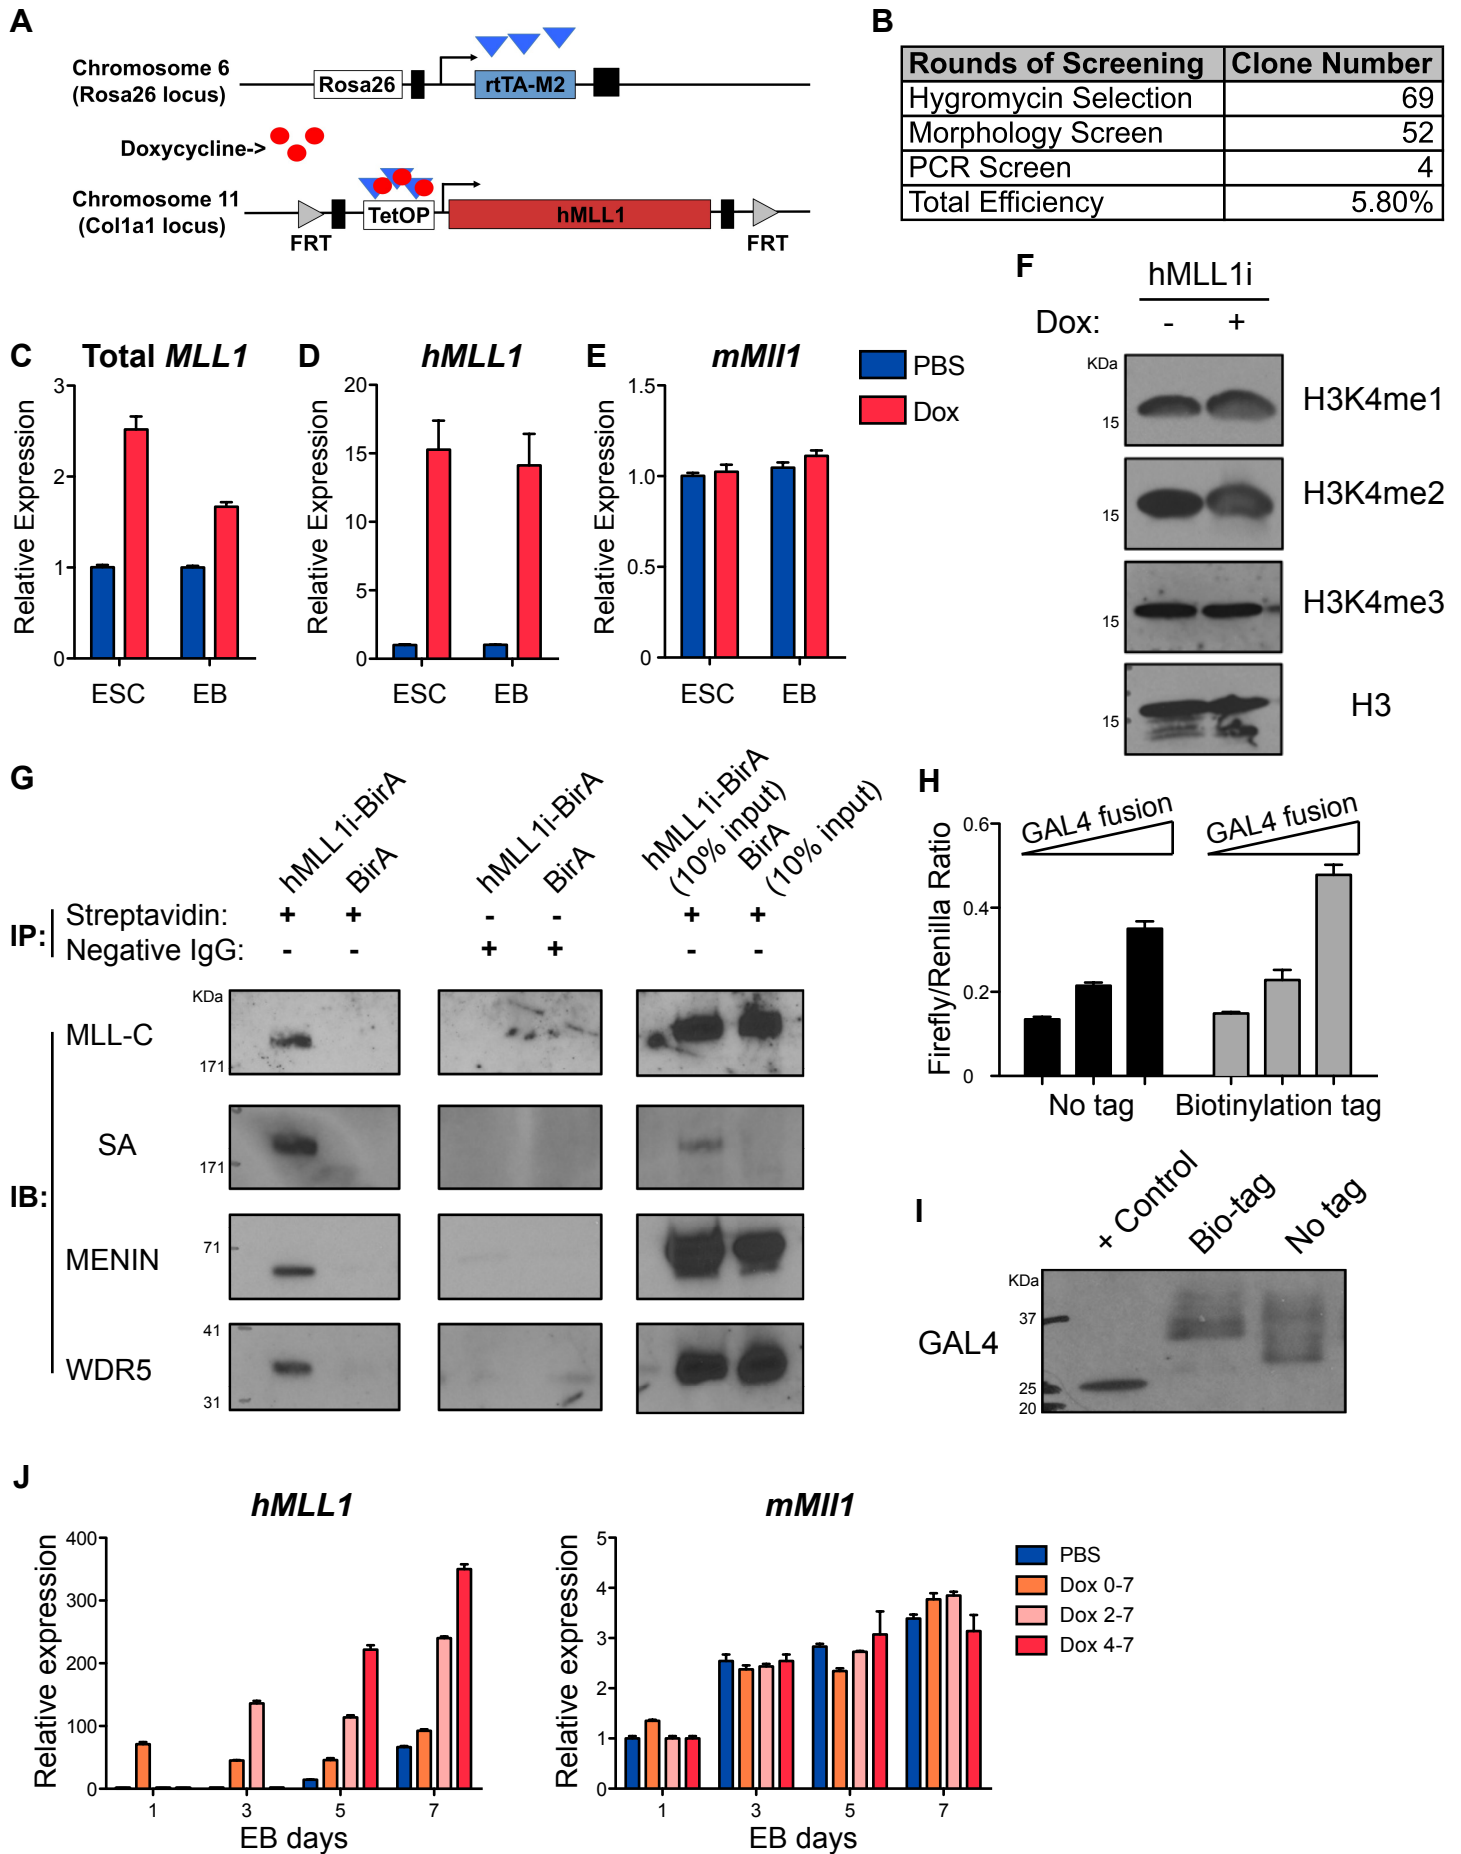 A
Chromosome 6
(Rosa26 locus)
Rosa26
rtTA-M2
Doxycycline->
Chromosome 11
(Col1a1 locus)
TetOP
hMLL1
FRT
FRT
B
Rounds of Screening Clone Number
Hygromycin Selection 69
Morphology Screen 52
PCR Screen 4
Total Efficiency 5.80%
C
Total MLL1
Relative Expression
3
2
1
0
ESC EB
D
hMLL1
Relative Expression
20
15
10
5
0
ESC EB
E
mMll1
Relative Expression
1.5
1.0
0.5
0
ESC EB
PBS
Dox
F
hMLL1i
Dox: - +
KDa
15
H3K4me1
15
H3K4me2
15
H3K4me3
15
H3
G
hMLL1i-BirA
BirA
hMLL1i-BirA
BirA
hMLL1i-BirA
(10% input)
BirA
(10% input)
IP:
Streptavidin: + + - - + +
Negative IgG: - - + + - -
IB:
KDa
MLL-C
171
SA
171
MENIN
71
WDR5
41
31
H
Firefly/Renilla Ratio
0.6
0.4
0.2
0
GAL4 fusion
GAL4 fusion
No tag
Biotinylation tag
I
+ Control
Bio-tag
No tag
KDa
37
25
20
GAL4
J
hMLL1
Relative expression
400
300
200
100
0
1 3 5 7
EB days
mMll1
Relative expression
5
4
3
2
1
0
1 3 5 7
EB days
PBS
Dox 0-7
Dox 2-7
Dox 4-7